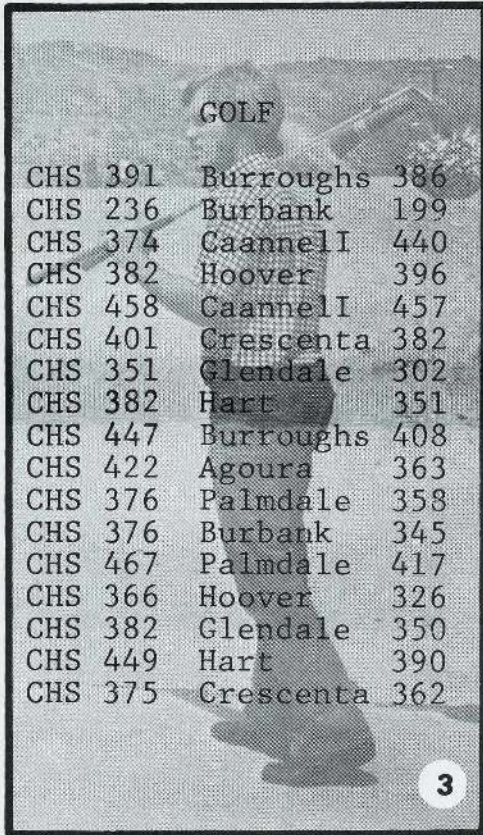 GOLF
CHS 391 Burroughs 386
CHS 236 Burbank 199
CHS 374 CaannelI 440
CHS 382 Hoover 396
CHS 458 CaannelI 457
CHS 401 Crescenta 382
CHS 351 Glendale 302
CHS 382 Hart 351
CHS 447 Burroughs 408
CHS 422 Agoura 363
CHS 376 Palmdale 358
CHS 376 Burbank 345
CHS 467 Palmdale 417
CHS 366 Hoover 326
CHS 382 Glendale 350
CHS 449 Hart 390
CHS 375 Crescenta 362
3